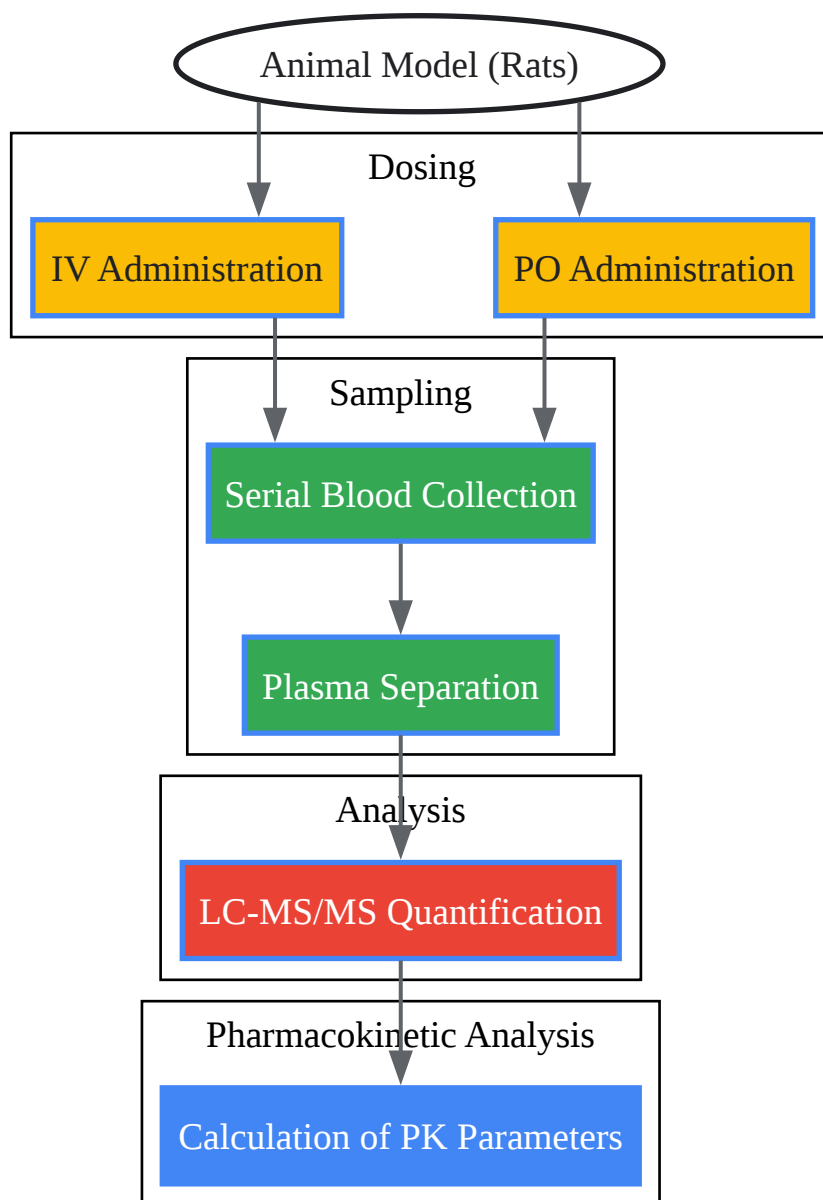 Animal Model (Rats)
Dosing
IV Administration
PO Administration
Sampling
Serial Blood Collection
Plasma Separation
Analysis
LC-MS/MS Quantification
Pharmacokinetic Analysis
Calculation of PK Parameters